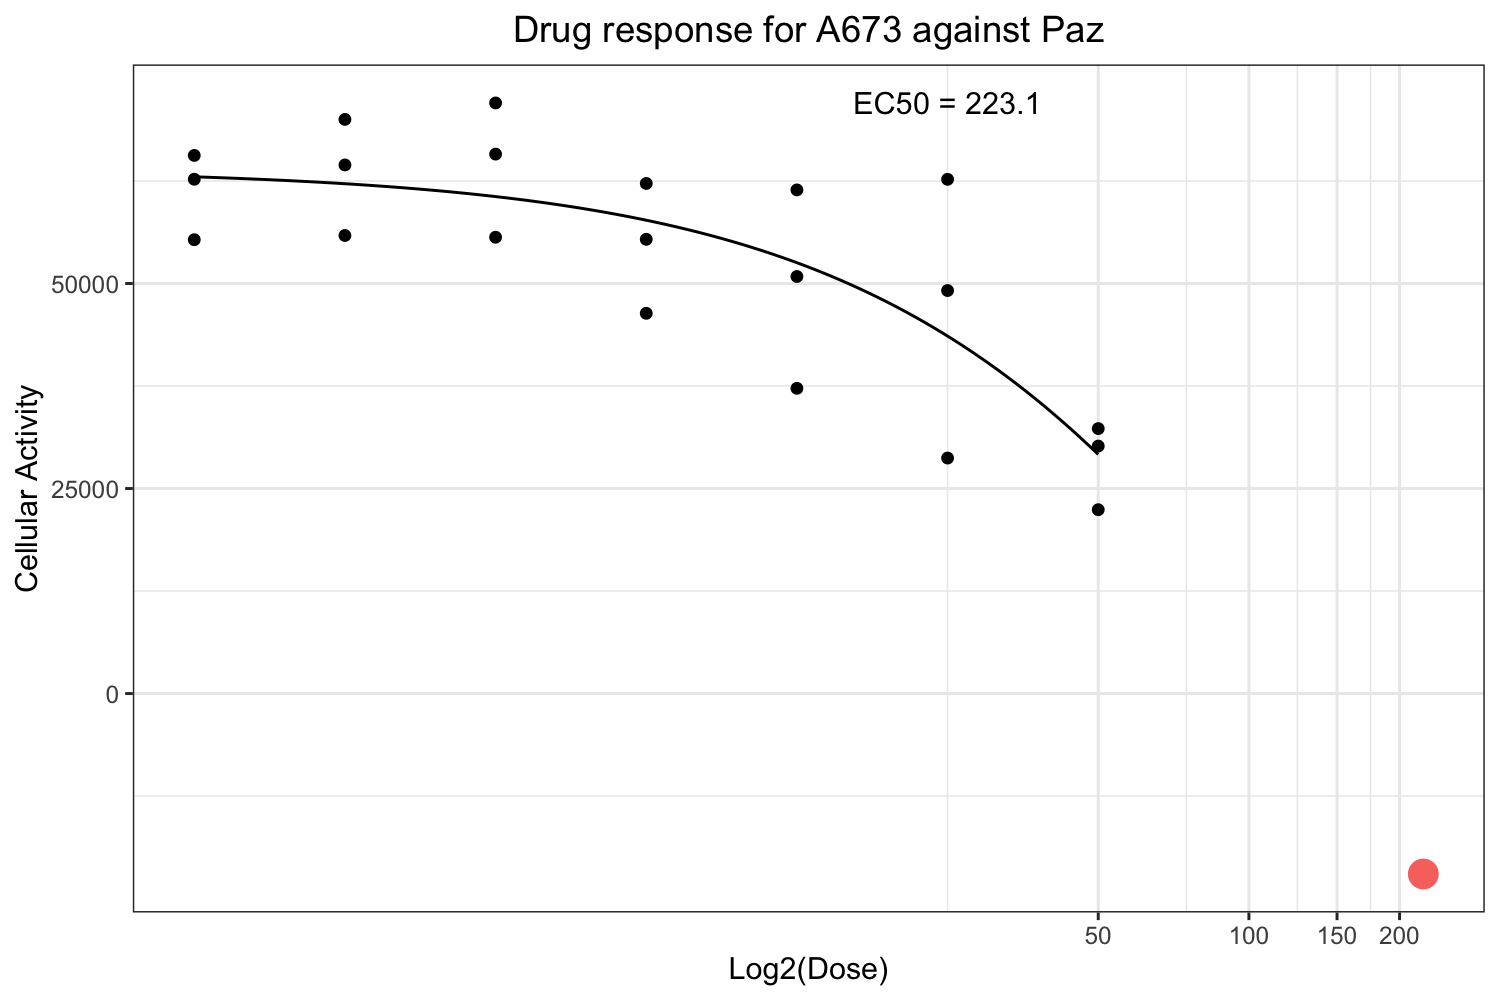 Drug response for A673 against Paz
EC50 = 223.1
Cellular Activity
50000
25000
0
50 100 150 200
Log2(Dose)